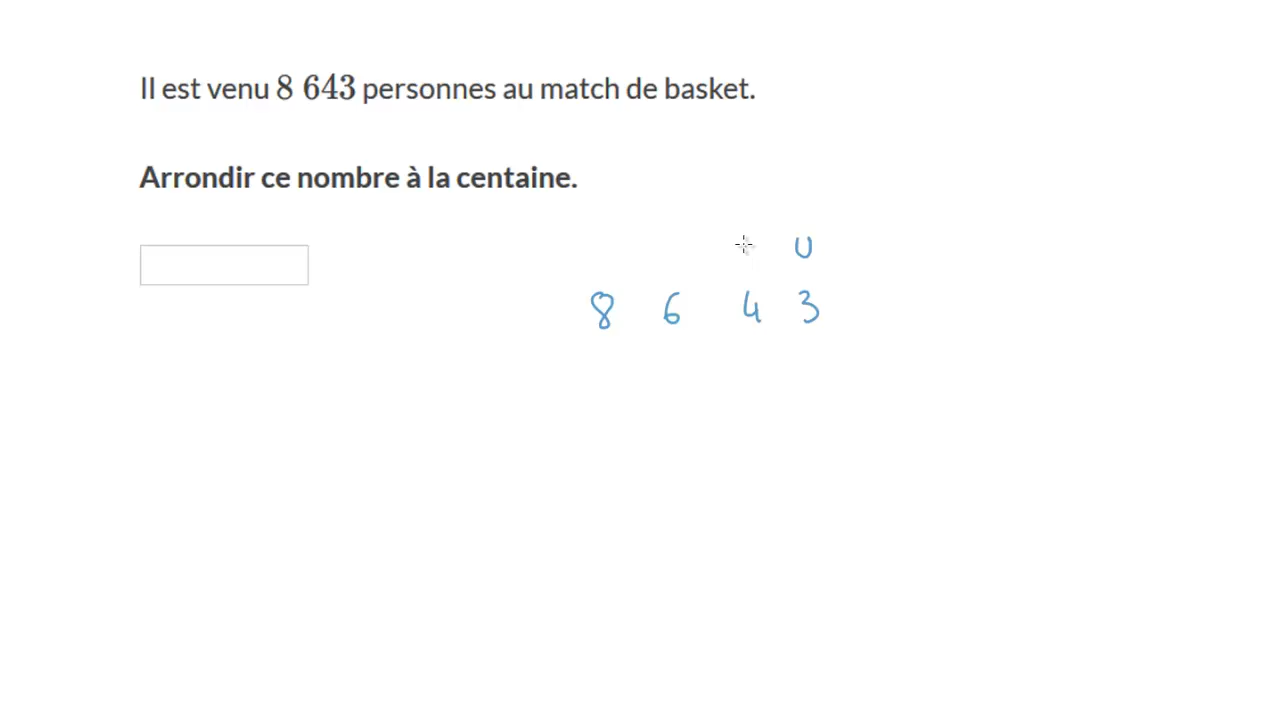 Il est venu 8 643 personnes au match de basket.
Arrondir ce nombre à la centaine.
U
8 6 4 3